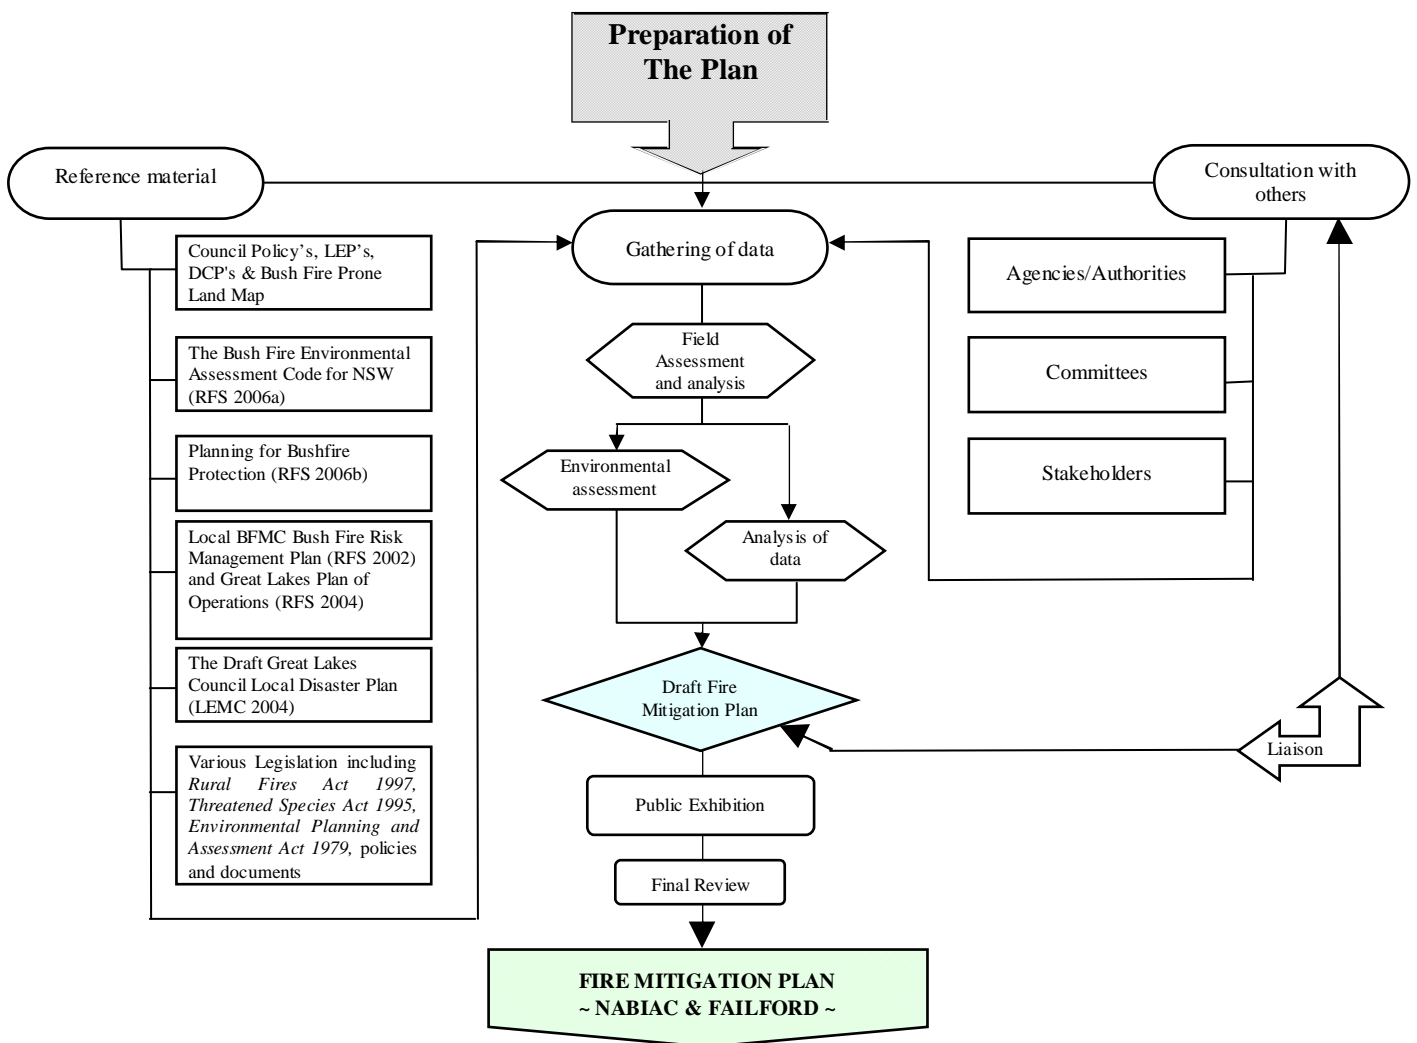 Preparation of
The Plan
Reference material
Consultation with
others
Council Policy’s, LEP’s,
DCP's & Bush Fire Prone
Land Map
The Bush Fire Environmental
Assessment Code for NSW
(RFS 2006a)
Planning for Bushfire
Protection (RFS 2006b)
Local BFMC Bush Fire Risk
Management Plan (RFS 2002)
and Great Lakes Plan of
Operations (RFS 2004)
The Draft Great Lakes
Council Local Disaster Plan
(LEMC 2004)
Various Legislation including
Rural Fires Act 1997,
Threatened Species Act 1995,
Environmental Planning and
Assessment Act 1979, policies
and documents
Gathering of data
Field
Assessment
and analysis
Environmental
assessment
Analysis of
data
Agencies/Authorities
Committees
Stakeholders
Draft Fire
Mitigation Plan
Liaison
Public Exhibition
Final Review
FIRE MITIGATION PLAN
~ NABIAC & FAILFORD ~